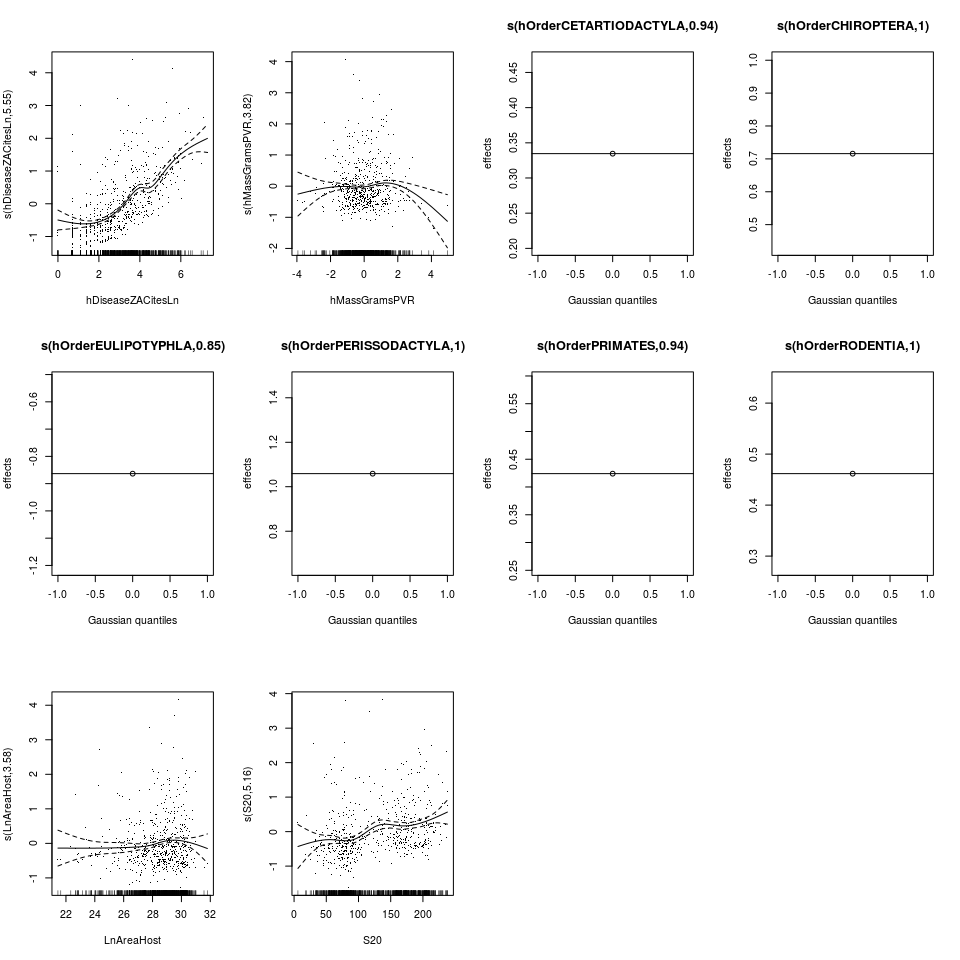 s(hDiseaseZACitesLn,5.55)
4
3
2
1
0
-1
0 2 4 6
hDiseaseZACitesLn
s(hMassGramsPVR,3.82)
4
3
2
1
0
-1
-2
-4 -2 0 2 4
hMassGramsPVR
s(hOrderCETARTIODACTYLA,0.94)
effects
0.45
0.40
0.35
0.30
0.25
0.20
-1.0 -0.5 0.0 0.5 1.0
Gaussian quantiles
s(hOrderCHIROPTERA,1)
effects
1.0
0.9
0.8
0.7
0.6
0.5
-1.0 -0.5 0.0 0.5 1.0
Gaussian quantiles
s(hOrderEULIPOTYPHLA,0.85)
effects
-0.6
-0.8
-1.0
-1.2
-1.0 -0.5 0.0 0.5 1.0
Gaussian quantiles
s(hOrderPERISSODACTYLA,1)
effects
1.4
1.2
1.0
0.8
-1.0 -0.5 0.0 0.5 1.0
Gaussian quantiles
s(hOrderPRIMATES,0.94)
effects
0.55
0.45
0.35
0.25
-1.0 -0.5 0.0 0.5 1.0
Gaussian quantiles
s(hOrderRODENTIA,1)
effects
0.6
0.5
0.4
0.3
-1.0 -0.5 0.0 0.5 1.0
Gaussian quantiles
s(LnAreaHost,3.58)
4
3
2
1
0
-1
22 24 26 28 30 32
LnAreaHost
s(S20,5.16)
4
3
2
1
0
-1
0 50 100 150 200
S20